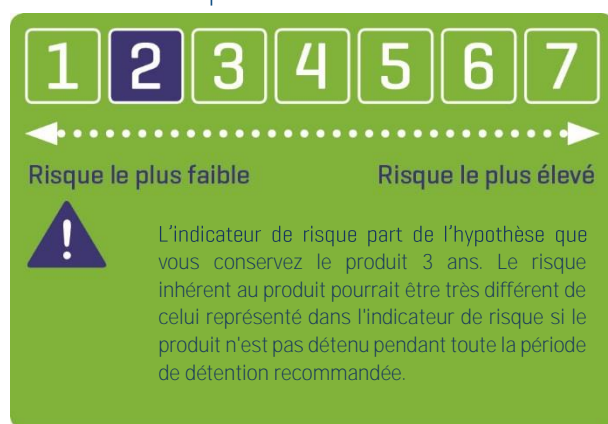 1 2 3 4 5 6 7
Risque le plus faible Risque le plus élevé
!
L'indicateur de risque part de l'hypothèse que
vous conservez le produit 3 ans. Le risque
inhérent au produit pourrait être très différent de
celui représenté dans l'indicateur de risque si le
produit n'est pas détenu pendant toute la période
de détention recommandée.